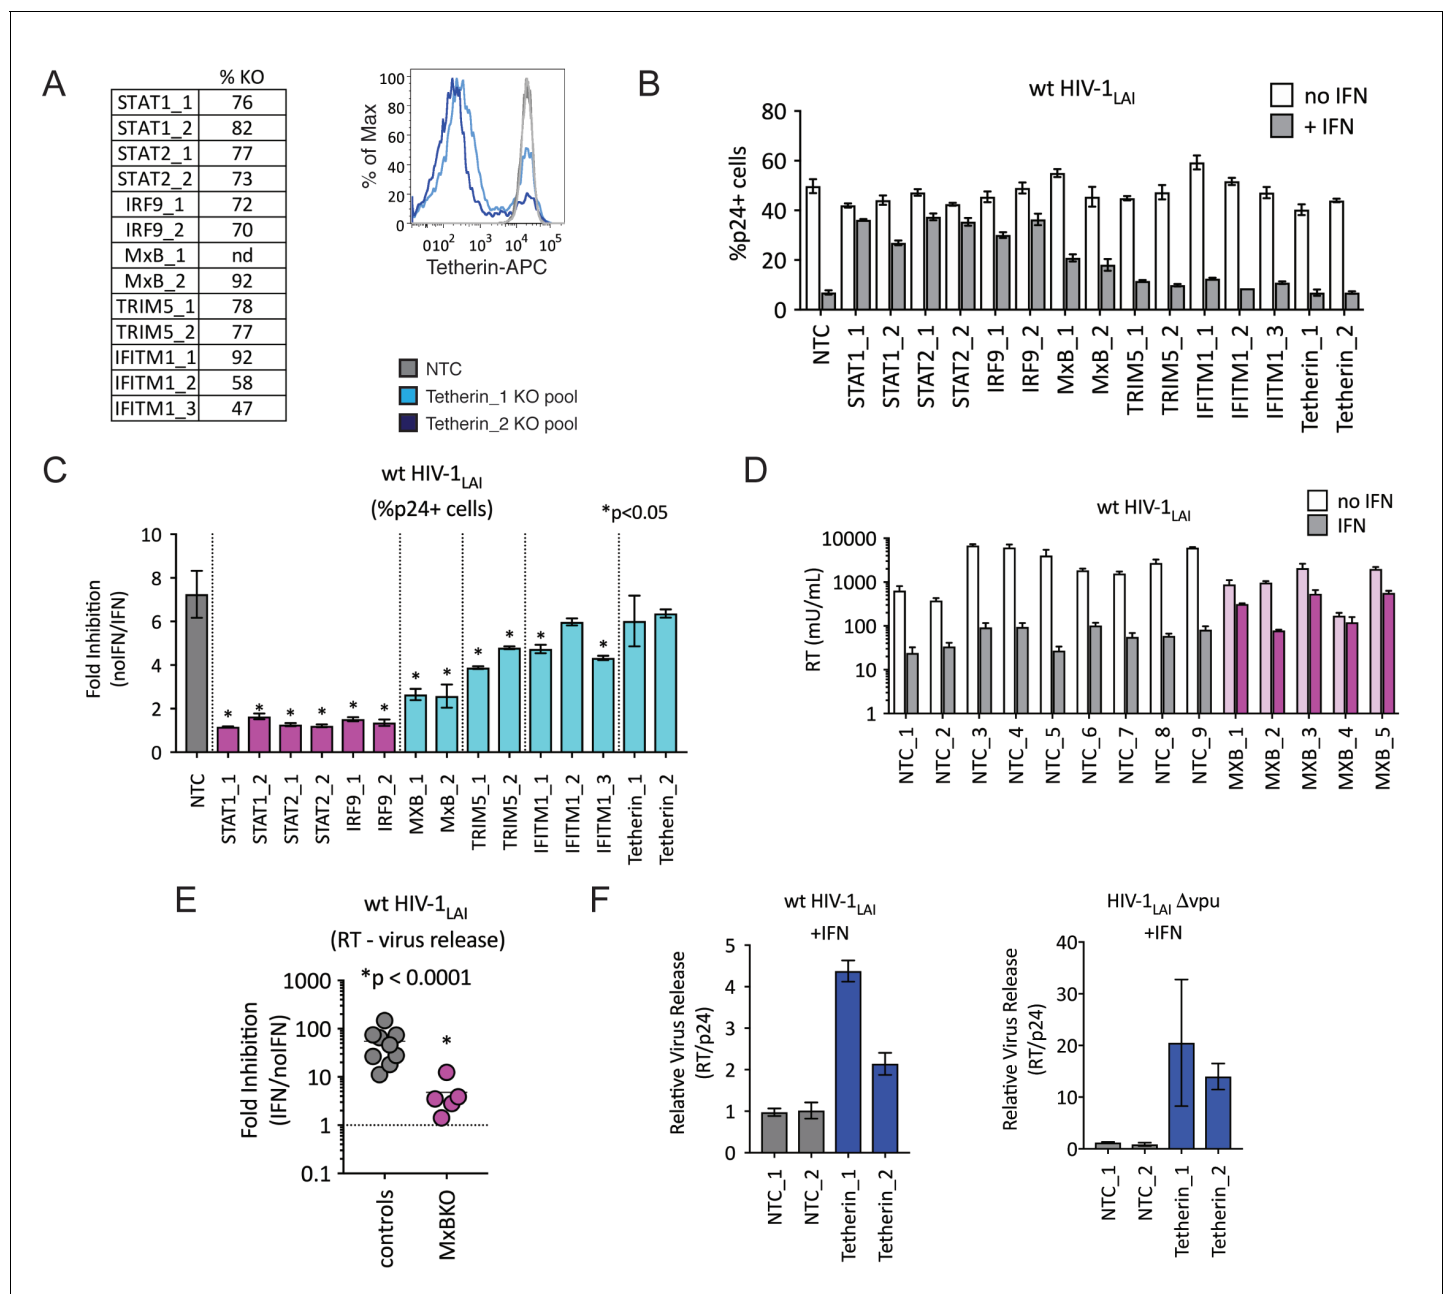 A
% KO
STAT1_1 76
STAT1_2 82
STAT2_1 77
STAT2_2 73
IRF9_1 72
IRF9_2 70
MxB_1 nd
MxB_2 92
TRIM5_1 78
TRIM5_2 77
IFITM1_1 92
IFITM1_2 58
IFITM1_3 47
% of Max
100
80
60
40
20
0
010² 10³ 10⁴ 10⁵
Tetherin-APC
NTC
Tetherin_1 KO pool
Tetherin_2 KO pool
B
wt HIV-1LAI
no IFN
+ IFN
%p24+ cells
80
60
40
20
0
NTC
STAT1_1
STAT1_2
STAT2_1
STAT2_2
IRF9_1
IRF9_2
MxB_1
MxB_2
TRIM5_1
TRIM5_2
IFITM1_1
IFITM1_2
IFITM1_3
Tetherin_1
Tetherin_2
C
wt HIV-1LAI
(%p24+ cells)
*p<0.05
Fold Inhibition
(noIFN/IFN)
10
8
6
4
2
0
* * * * * * * * * * * *
NTC
STAT1_1
STAT1_2
STAT2_1
STAT2_2
IRF9_1
IRF9_2
MXB_1
MxB_2
TRIM5_1
TRIM5_2
IFITM1_1
IFITM1_2
IFITM1_3
Tetherin_1
Tetherin_2
D
wt HIV-1LAI
no IFN
IFN
RT (mU/mL)
10000
1000
100
10
1
NTC_1
NTC_2
NTC_3
NTC_4
NTC_5
NTC_6
NTC_7
NTC_8
NTC_9
MXB_1
MXB_2
MXB_3
MXB_4
MXB_5
E
wt HIV-1LAI
(RT - virus release)
*p < 0.0001
Fold Inhibition
(IFN/noIFN)
1000
100
10
1
0.1
*
controls
MxBKO
F
wt HIV-1LAI
+IFN
Relative Virus Release
(RT/p24)
5
4
3
2
1
0
NTC_1
NTC_2
Tetherin_1
Tetherin_2
HIV-1LAI Δvpu
+IFN
Relative Virus Release
(RT/p24)
40
30
20
10
0
NTC_1
NTC_2
Tetherin_1
Tetherin_2